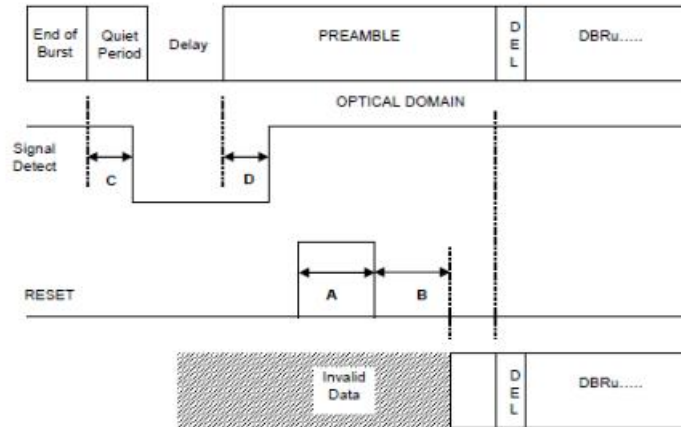 End of Burst
Quiet Period
Delay
PREAMBLE
D E L
DBRu.....
OPTICAL DOMAIN
Signal Detect
C
D
RESET
A
B
Invalid Data
D E L
DBRu.....